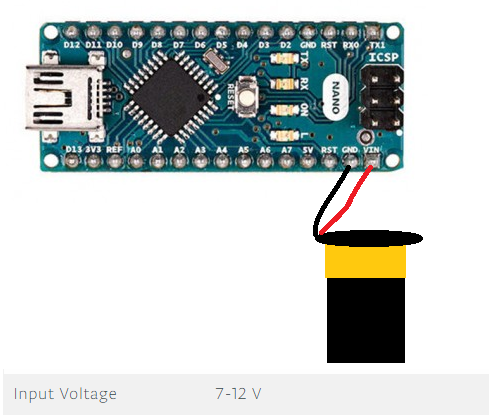 D12 D11 D10 D9 D8 D7 D6 D5 D4 D3 D2 GND RST RX0 TX1
ICSP
TX
RX
ON
L
RESET
NANO
D13 3V3 REF A0 A1 A2 A3 A4 A5 A6 A7 5V RST GND VIN
Input Voltage 7-12 V